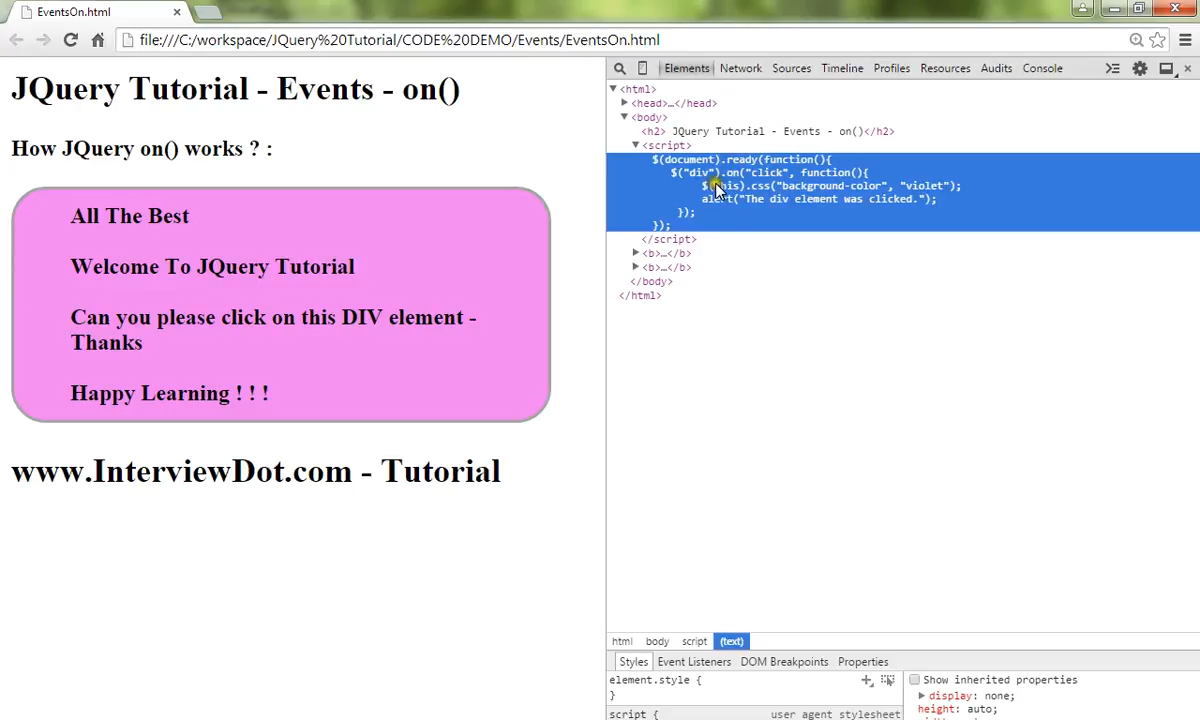 EventsOn.html
file:///C:/workspace/JQuery%20Tutorial/CODE%20DEMO/Events/EventsOn.html
JQuery Tutorial - Events - on()
How JQuery on() works ? :
All The Best
Welcome To JQuery Tutorial
Can you please click on this DIV element -
Thanks
Happy Learning ! ! !
www.InterviewDot.com - Tutorial
Elements Network Sources Timeline Profiles Resources Audits Console
<html>
<head>…</head>
<body>
<h2> JQuery Tutorial - Events - on()</h2>
<script>
$(document).ready(function(){
$("div").on("click", function(){
$(this).css("background-color", "violet");
alert("The div element was clicked.");
});
});
</script>
<b>…</b>
<b>…</b>
</body>
</html>
html body script (text)
Styles Event Listeners DOM Breakpoints Properties
element.style {
}
script { user agent stylesheet
Show inherited properties
display: none;
height: auto;